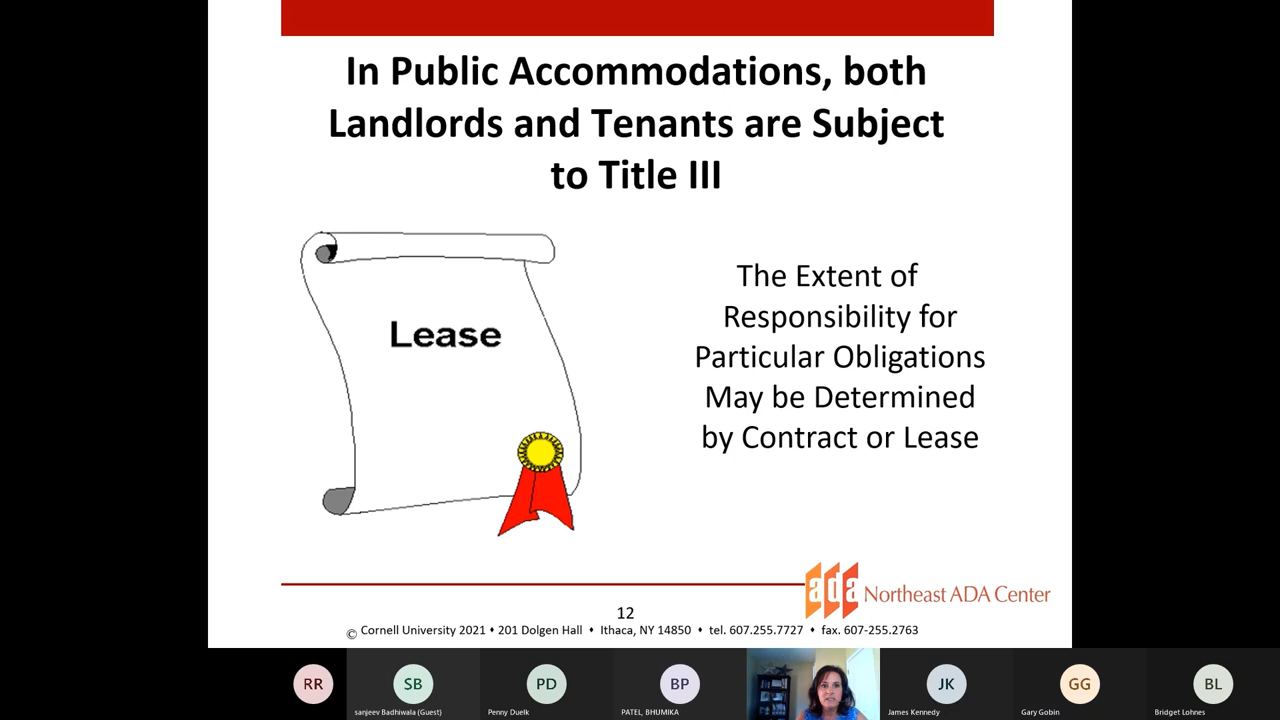 In Public Accommodations, both
Landlords and Tenants are Subject
to Title III
Lease
The Extent of
Responsibility for
Particular Obligations
May be Determined
by Contract or Lease
ada Northeast ADA Center
12
© Cornell University 2021 • 201 Dolgen Hall • Ithaca, NY 14850 • tel. 607.255.7727 • fax. 607-255.2763
RR
SB
PD
BP
JK
GG
BL
sanjeev Badhiwala (Guest)
Penny Duelk
PATEL, BHUMIKA
James Kennedy
Gary Gobin
Bridget Lohnes